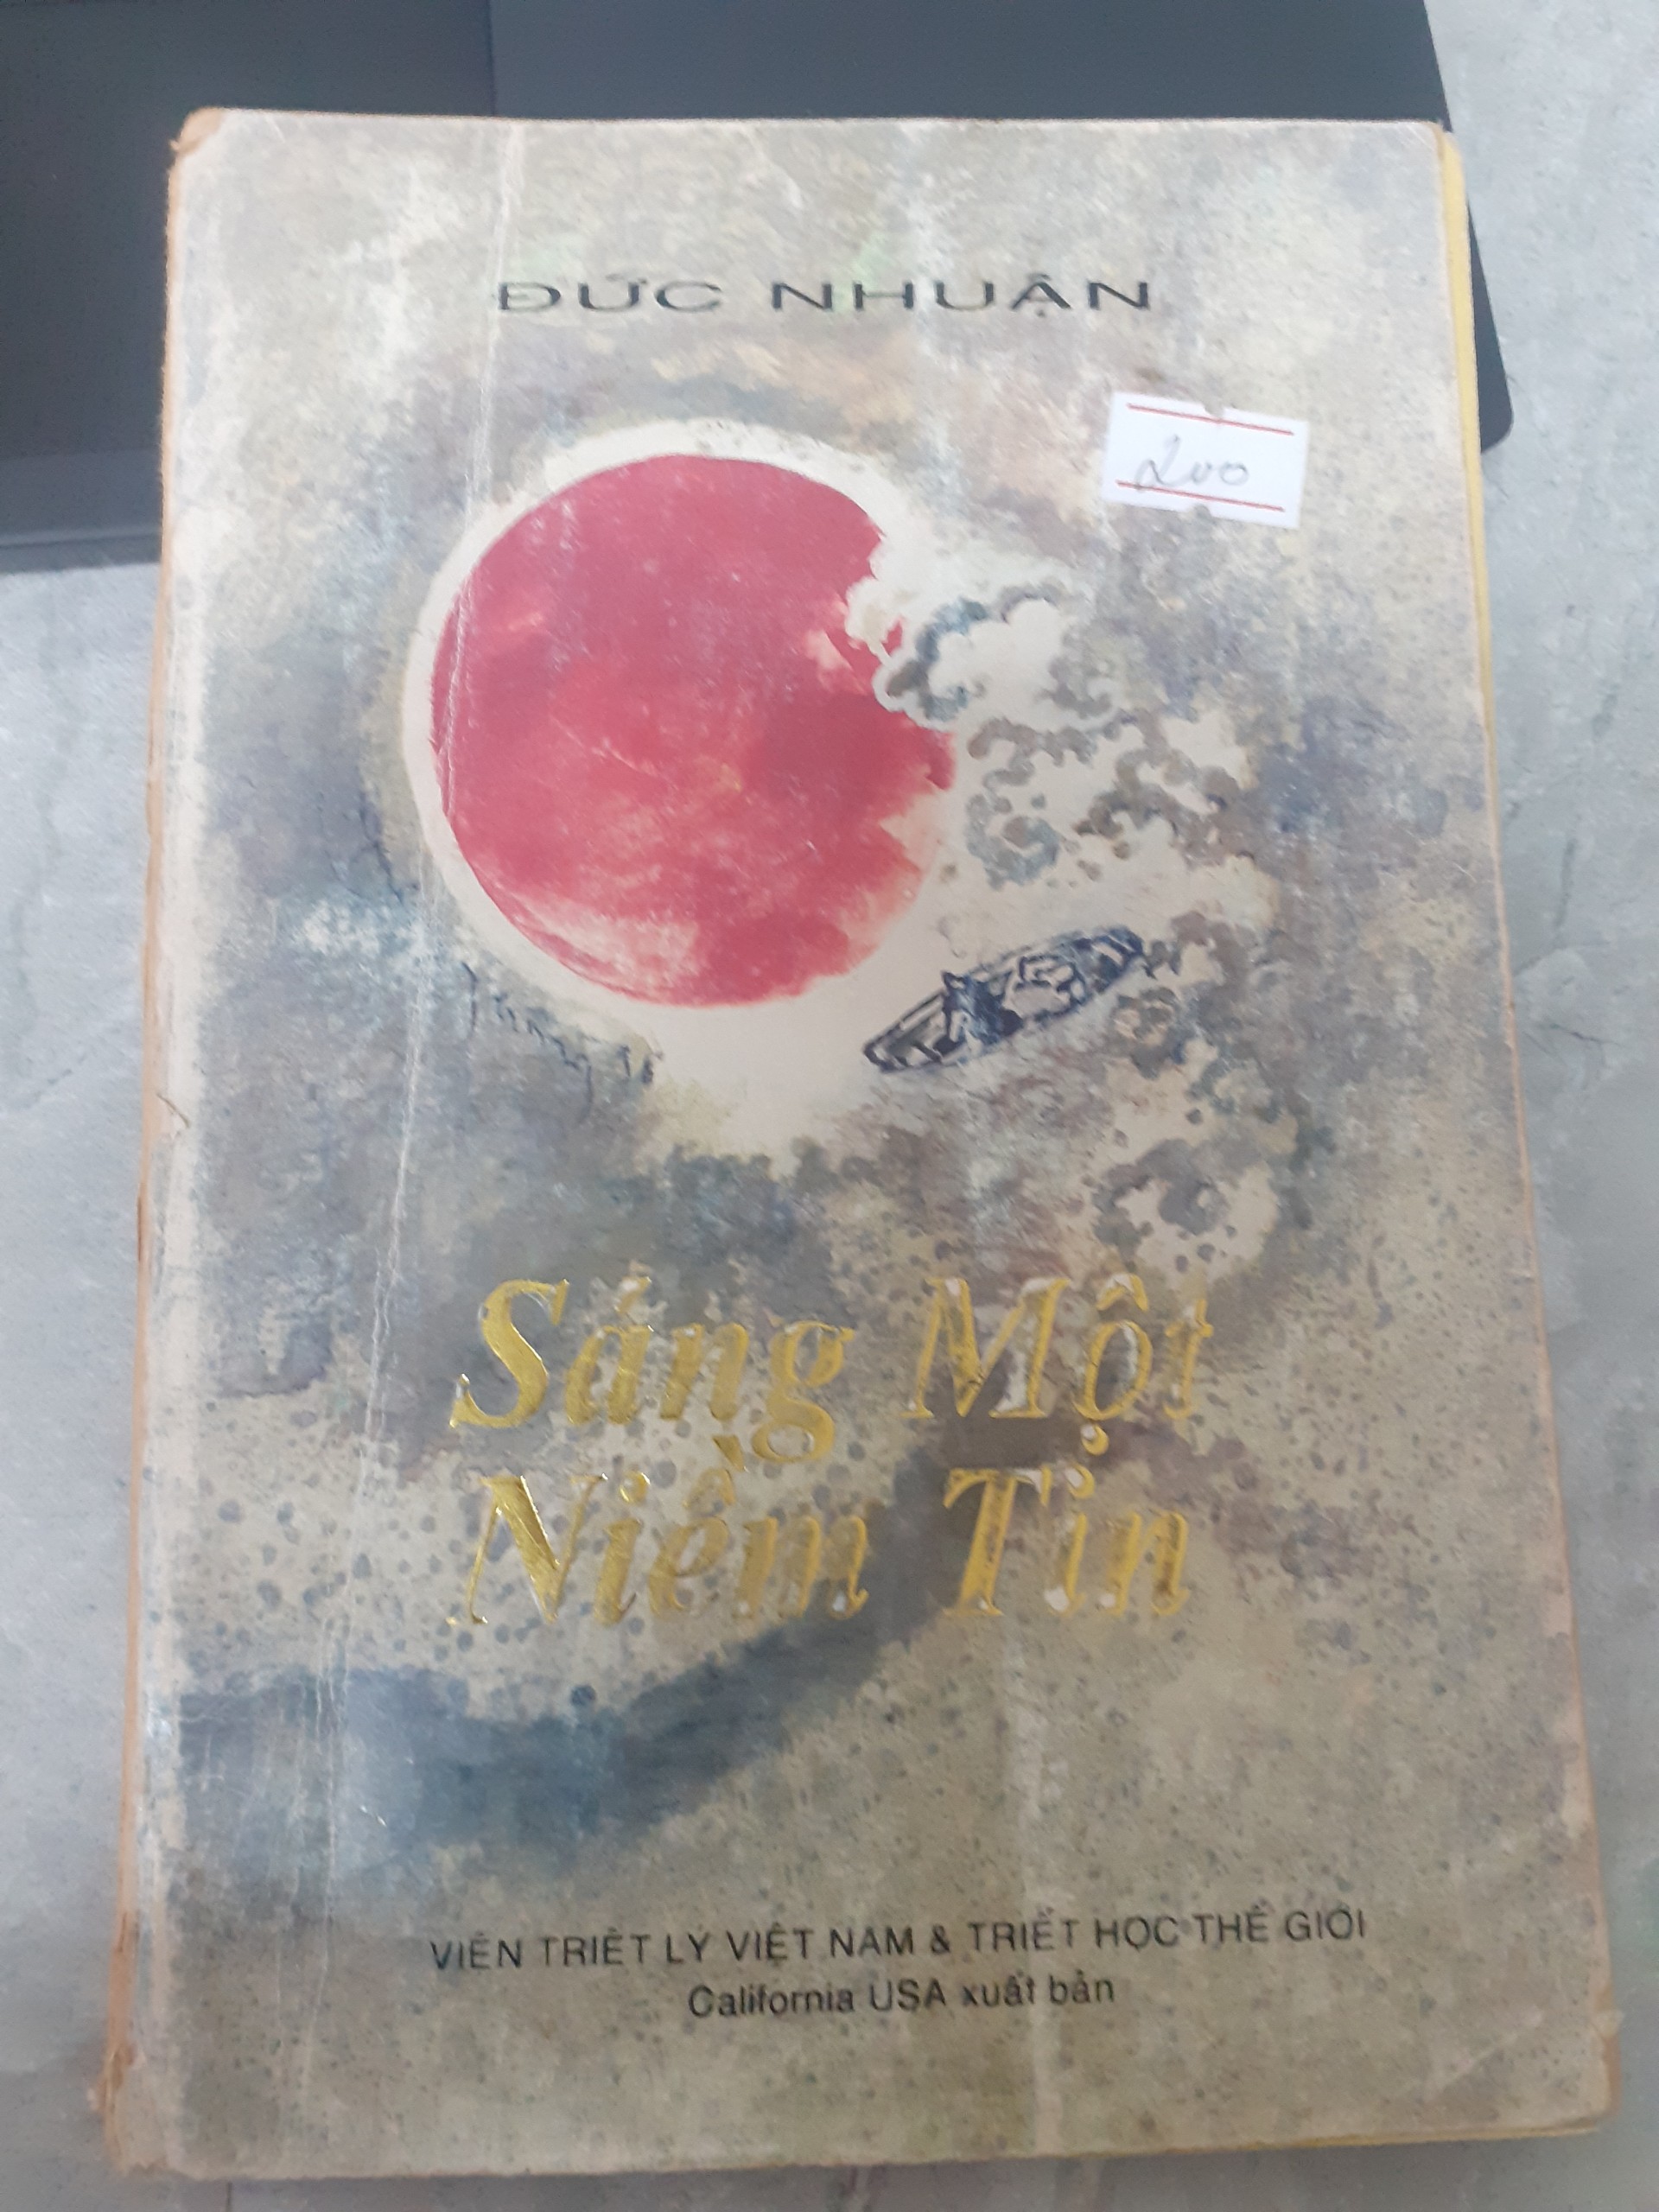 ĐỨC NHUẬN
200
Sáng Một
Niềm Tin
VIỆN TRIẾT LÝ VIỆT NAM & TRIẾT HỌC THẾ GIỚI
California USA xuất bản